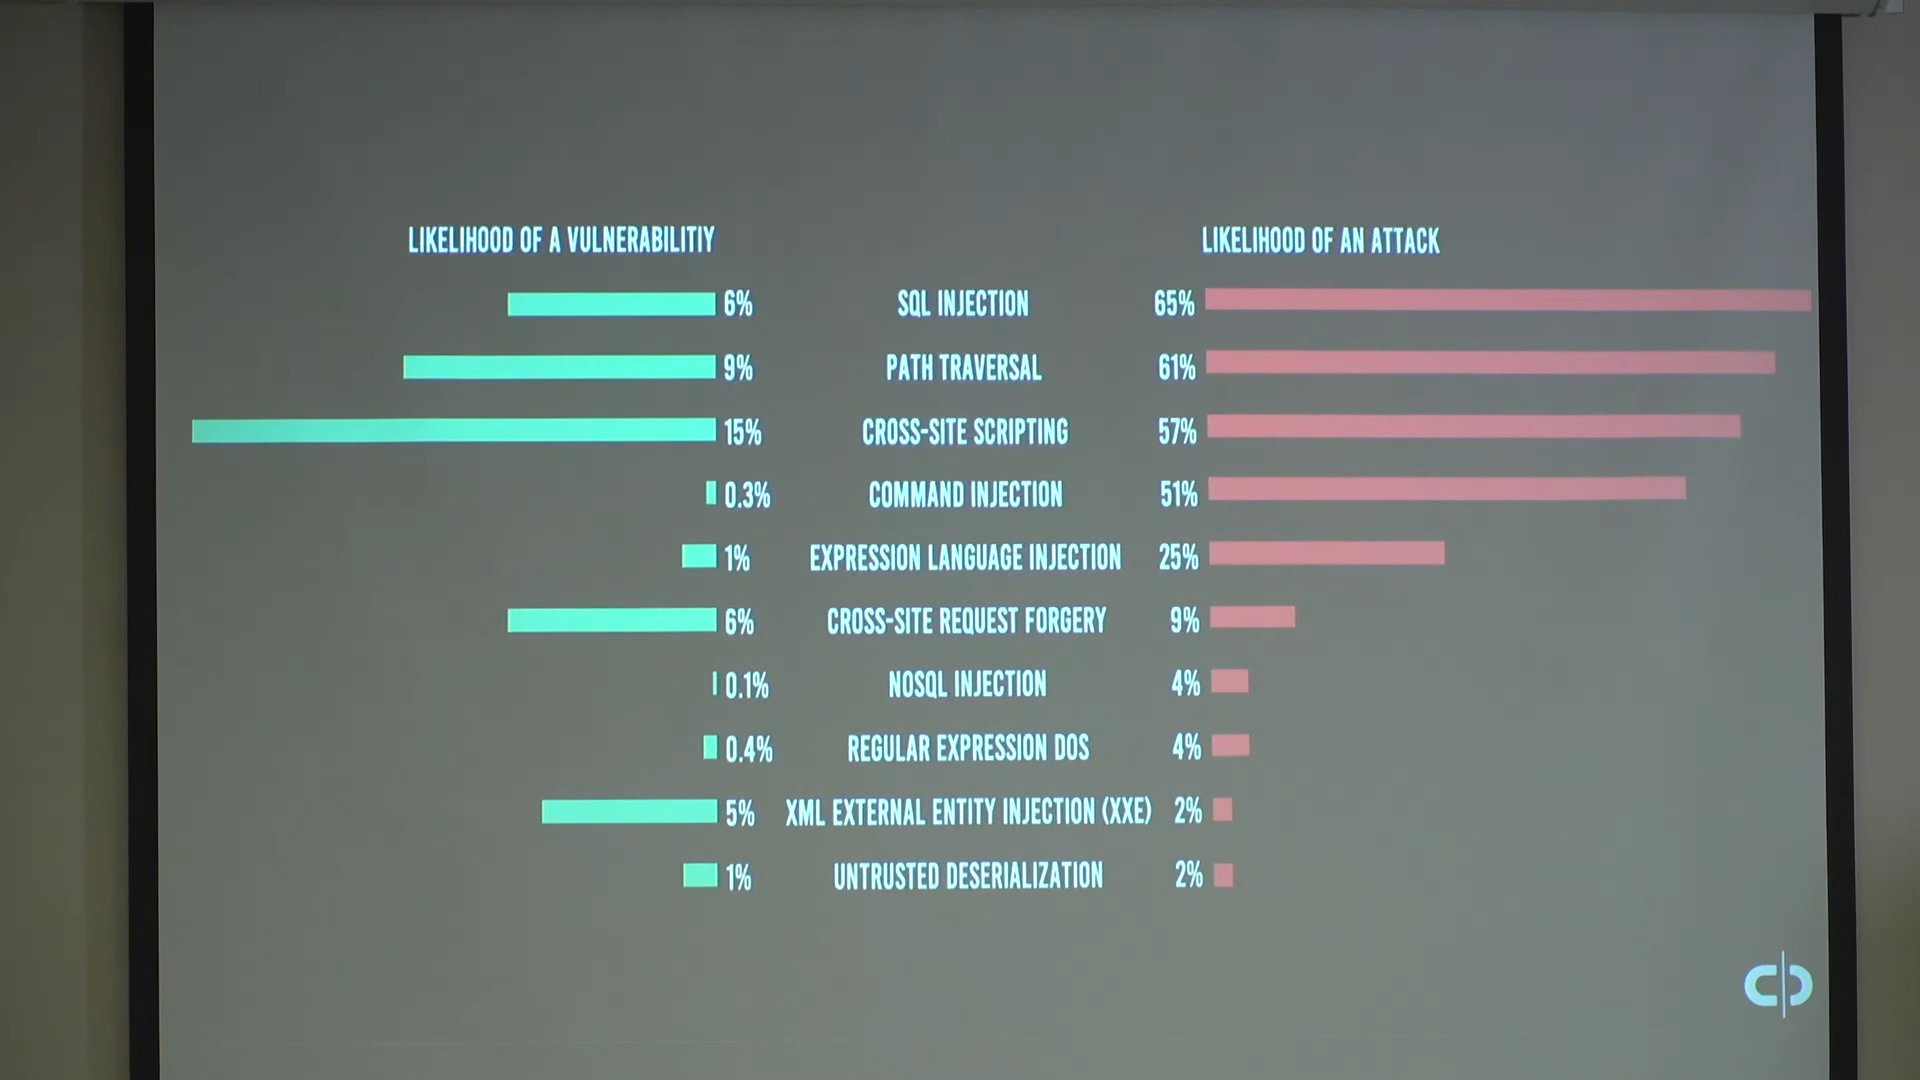 LIKELIHOOD OF A VULNERABILITIY LIKELIHOOD OF AN ATTACK
6% SQL INJECTION 65%
9% PATH TRAVERSAL 61%
15% CROSS-SITE SCRIPTING 57%
0.3% COMMAND INJECTION 51%
1% EXPRESSION LANGUAGE INJECTION 25%
6% CROSS-SITE REQUEST FORGERY 9%
0.1% NOSQL INJECTION 4%
0.4% REGULAR EXPRESSION DOS 4%
5% XML EXTERNAL ENTITY INJECTION (XXE) 2%
1% UNTRUSTED DESERIALIZATION 2%